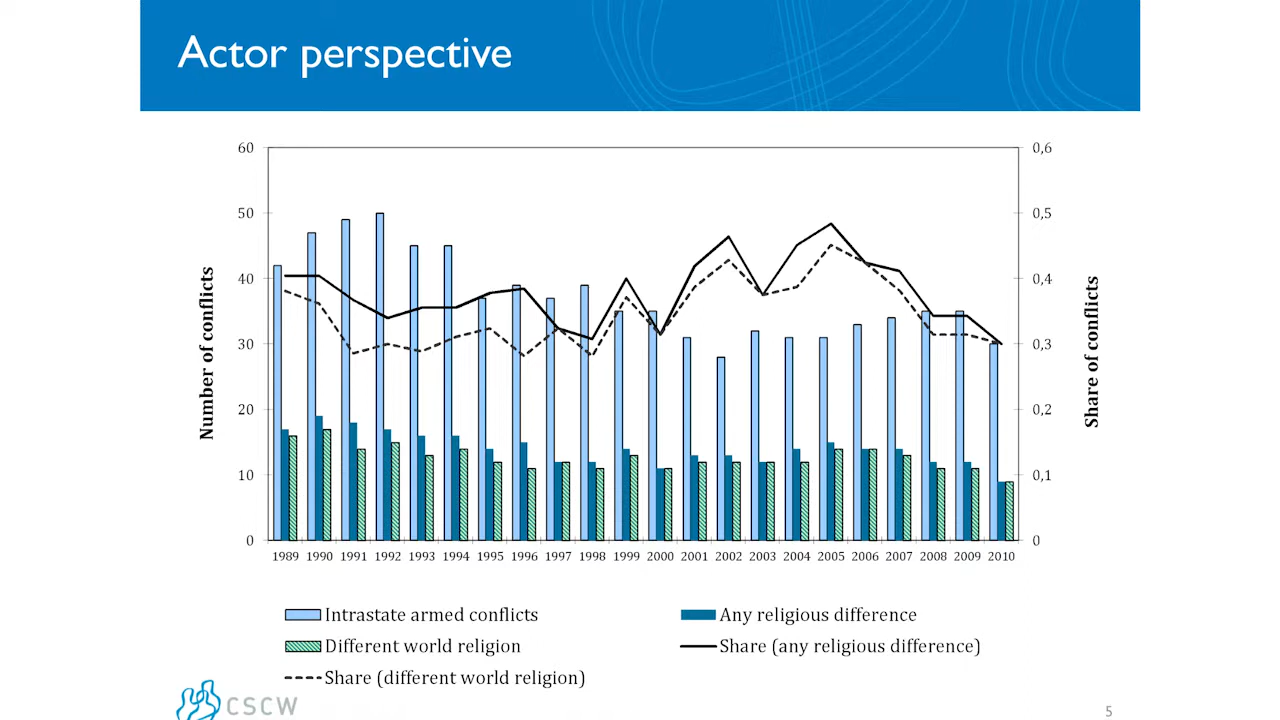 Actor perspective
60
50
40
30
20
10
0
Number of conflicts
0,6
0,5
0,4
0,3
0,2
0,1
0
Share of conflicts
1989 1990 1991 1992 1993 1994 1995 1996 1997 1998 1999 2000 2001 2002 2003 2004 2005 2006 2007 2008 2009 2010
Intrastate armed conflicts
Any religious difference
Different world religion
Share (any religious difference)
Share (different world religion)
CSCW
5